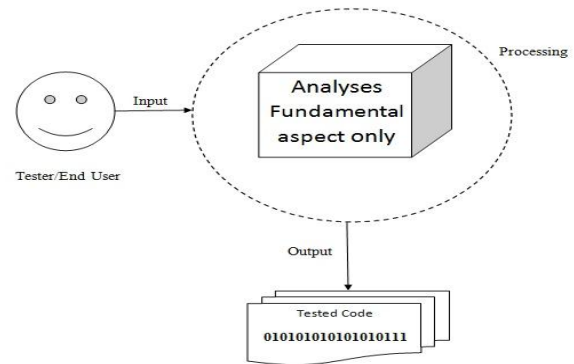 Processing
Analyses
Fundamental
aspect only
Input
Tester/End User
Output
Tested Code
010101010101010111